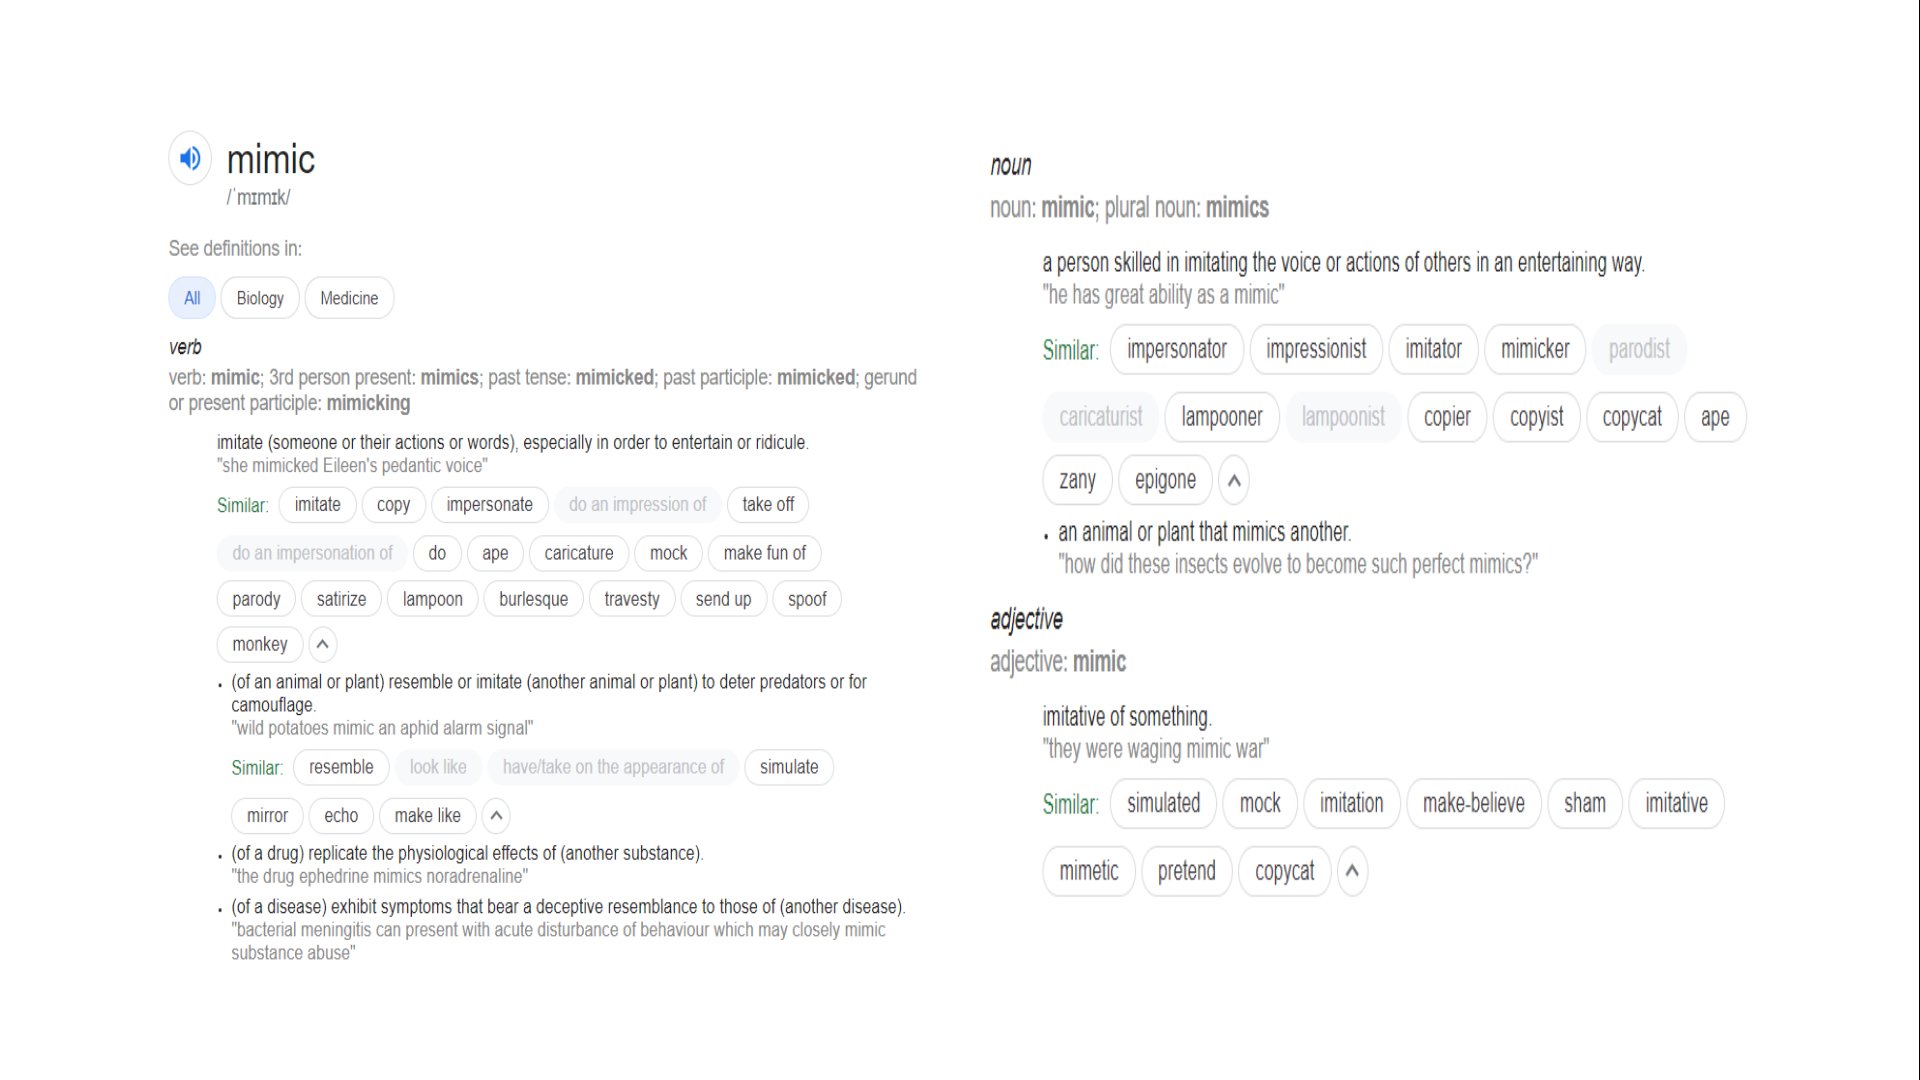 mimic
/ˈmɪmɪk/
See definitions in:
All Biology Medicine
verb
verb: mimic; 3rd person present: mimics; past tense: mimicked; past participle: mimicked; gerund
or present participle: mimicking
imitate (someone or their actions or words), especially in order to entertain or ridicule.
"she mimicked Eileen's pedantic voice"
Similar: imitate copy impersonate do an impression of take off
do an impersonation of do ape caricature mock make fun of
parody satirize lampoon burlesque travesty send up spoof
monkey
• (of an animal or plant) resemble or imitate (another animal or plant) to deter predators or for
camouflage.
"wild potatoes mimic an aphid alarm signal"
Similar: resemble look like have/take on the appearance of simulate
mirror echo make like
• (of a drug) replicate the physiological effects of (another substance).
"the drug ephedrine mimics noradrenaline"
• (of a disease) exhibit symptoms that bear a deceptive resemblance to those of (another disease).
"bacterial meningitis can present with acute disturbance of behaviour which may closely mimic
substance abuse"
noun
noun: mimic; plural noun: mimics
a person skilled in imitating the voice or actions of others in an entertaining way.
"he has great ability as a mimic"
Similar: impersonator impressionist imitator mimicker parodist
caricaturist lampooner lampoonist copier copyist copycat ape
zany epigone
• an animal or plant that mimics another.
"how did these insects evolve to become such perfect mimics?"
adjective
adjective: mimic
imitative of something.
"they were waging mimic war"
Similar: simulated mock imitation make-believe sham imitative
mimetic pretend copycat